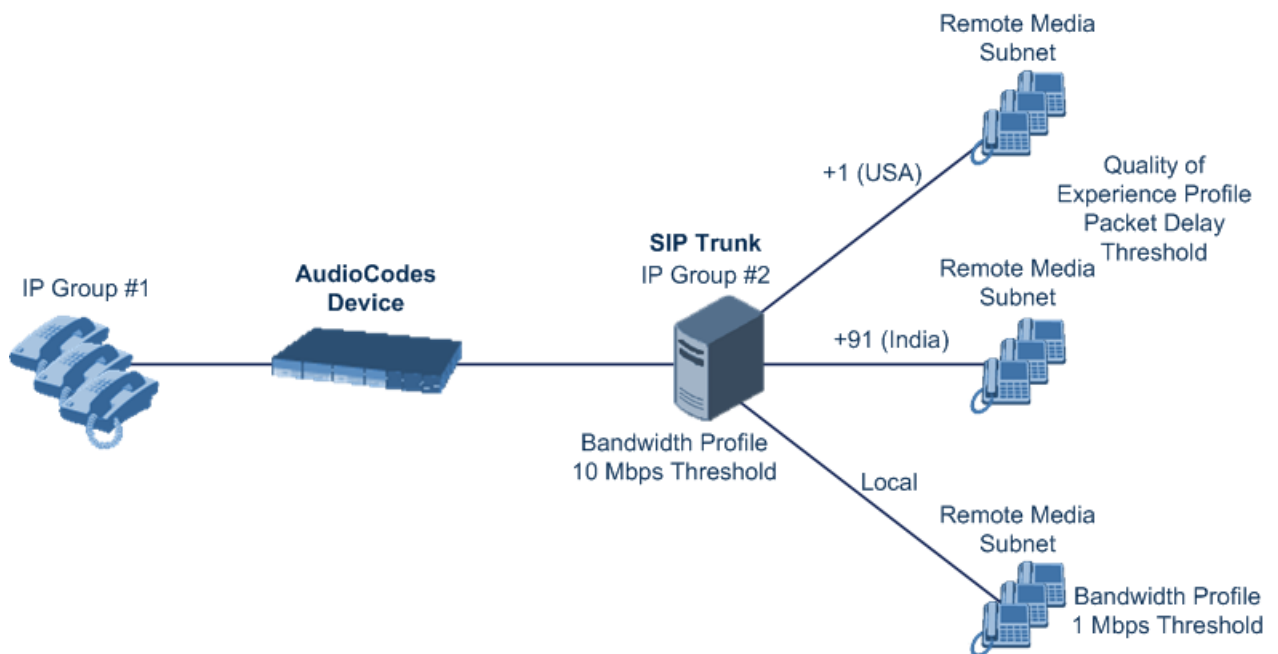 Remote Media
Subnet
+1 (USA)
Quality of
Experience Profile
Packet Delay
Threshold
SIP Trunk
IP Group #2
AudioCodes
Device
IP Group #1
Remote Media
Subnet
+91 (India)
Bandwidth Profile
10 Mbps Threshold
Local
Remote Media
Subnet
Bandwidth Profile
1 Mbps Threshold